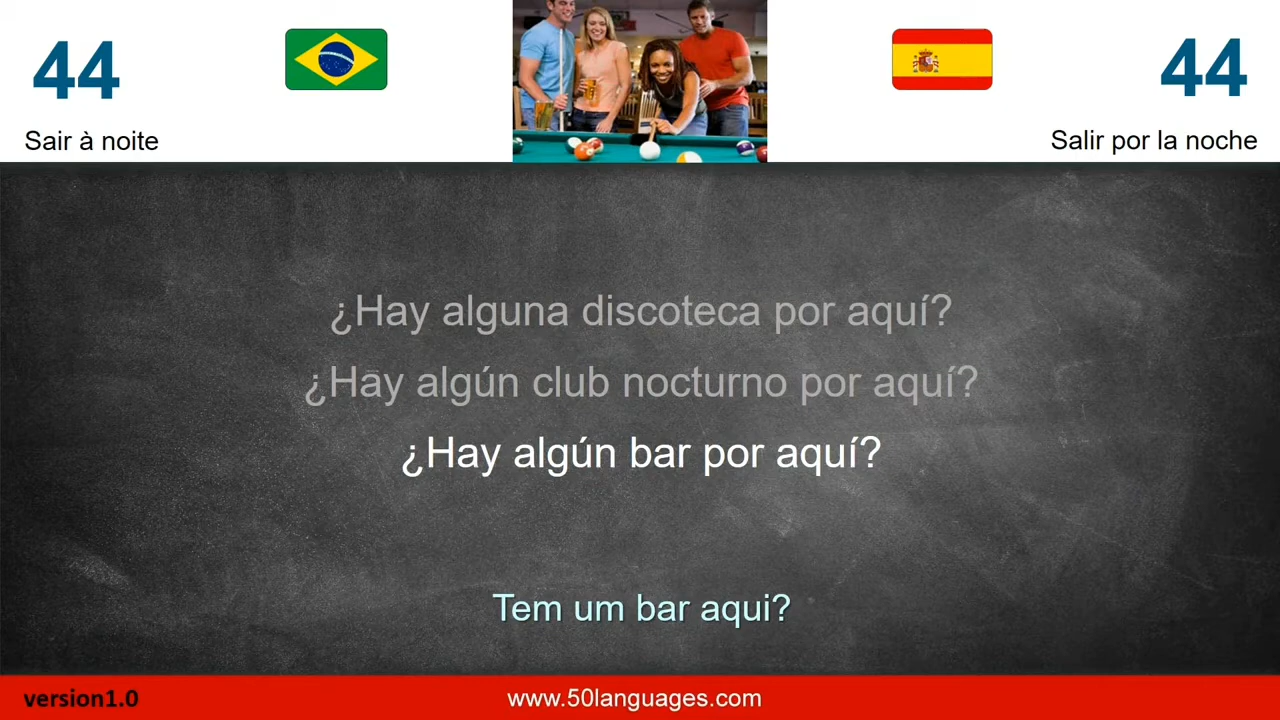 44
44
Sair à noite
Salir por la noche
¿Hay alguna discoteca por aquí?
¿Hay algún club nocturno por aquí?
¿Hay algún bar por aquí?
Tem um bar aqui?
version1.0
www.50languages.com